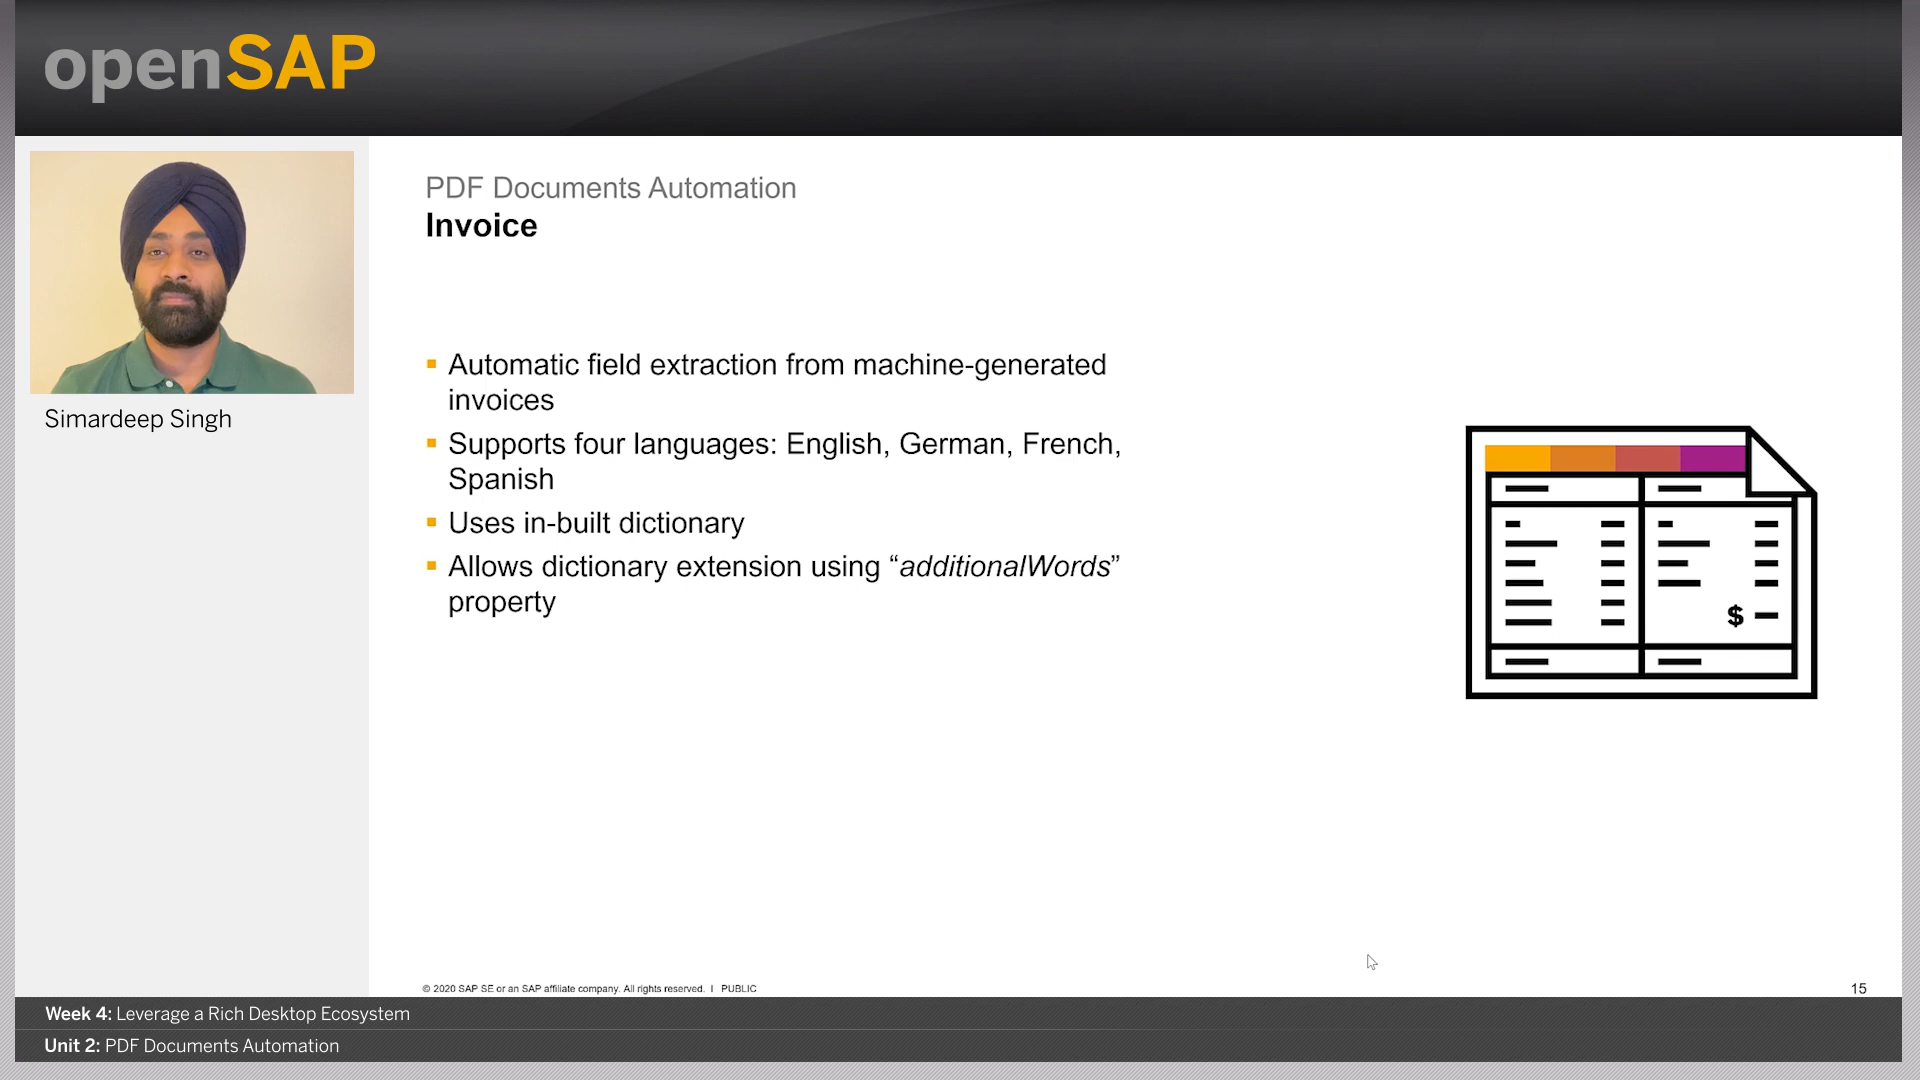 openSAP
Simardeep Singh
PDF Documents Automation
Invoice
▪ Automatic field extraction from machine-generated
invoices
▪ Supports four languages: English, German, French,
Spanish
▪ Uses in-built dictionary
▪ Allows dictionary extension using “additionalWords”
property
$
© 2020 SAP SE or an SAP affiliate company. All rights reserved. I PUBLIC
15
Week 4: Leverage a Rich Desktop Ecosystem
Unit 2: PDF Documents Automation